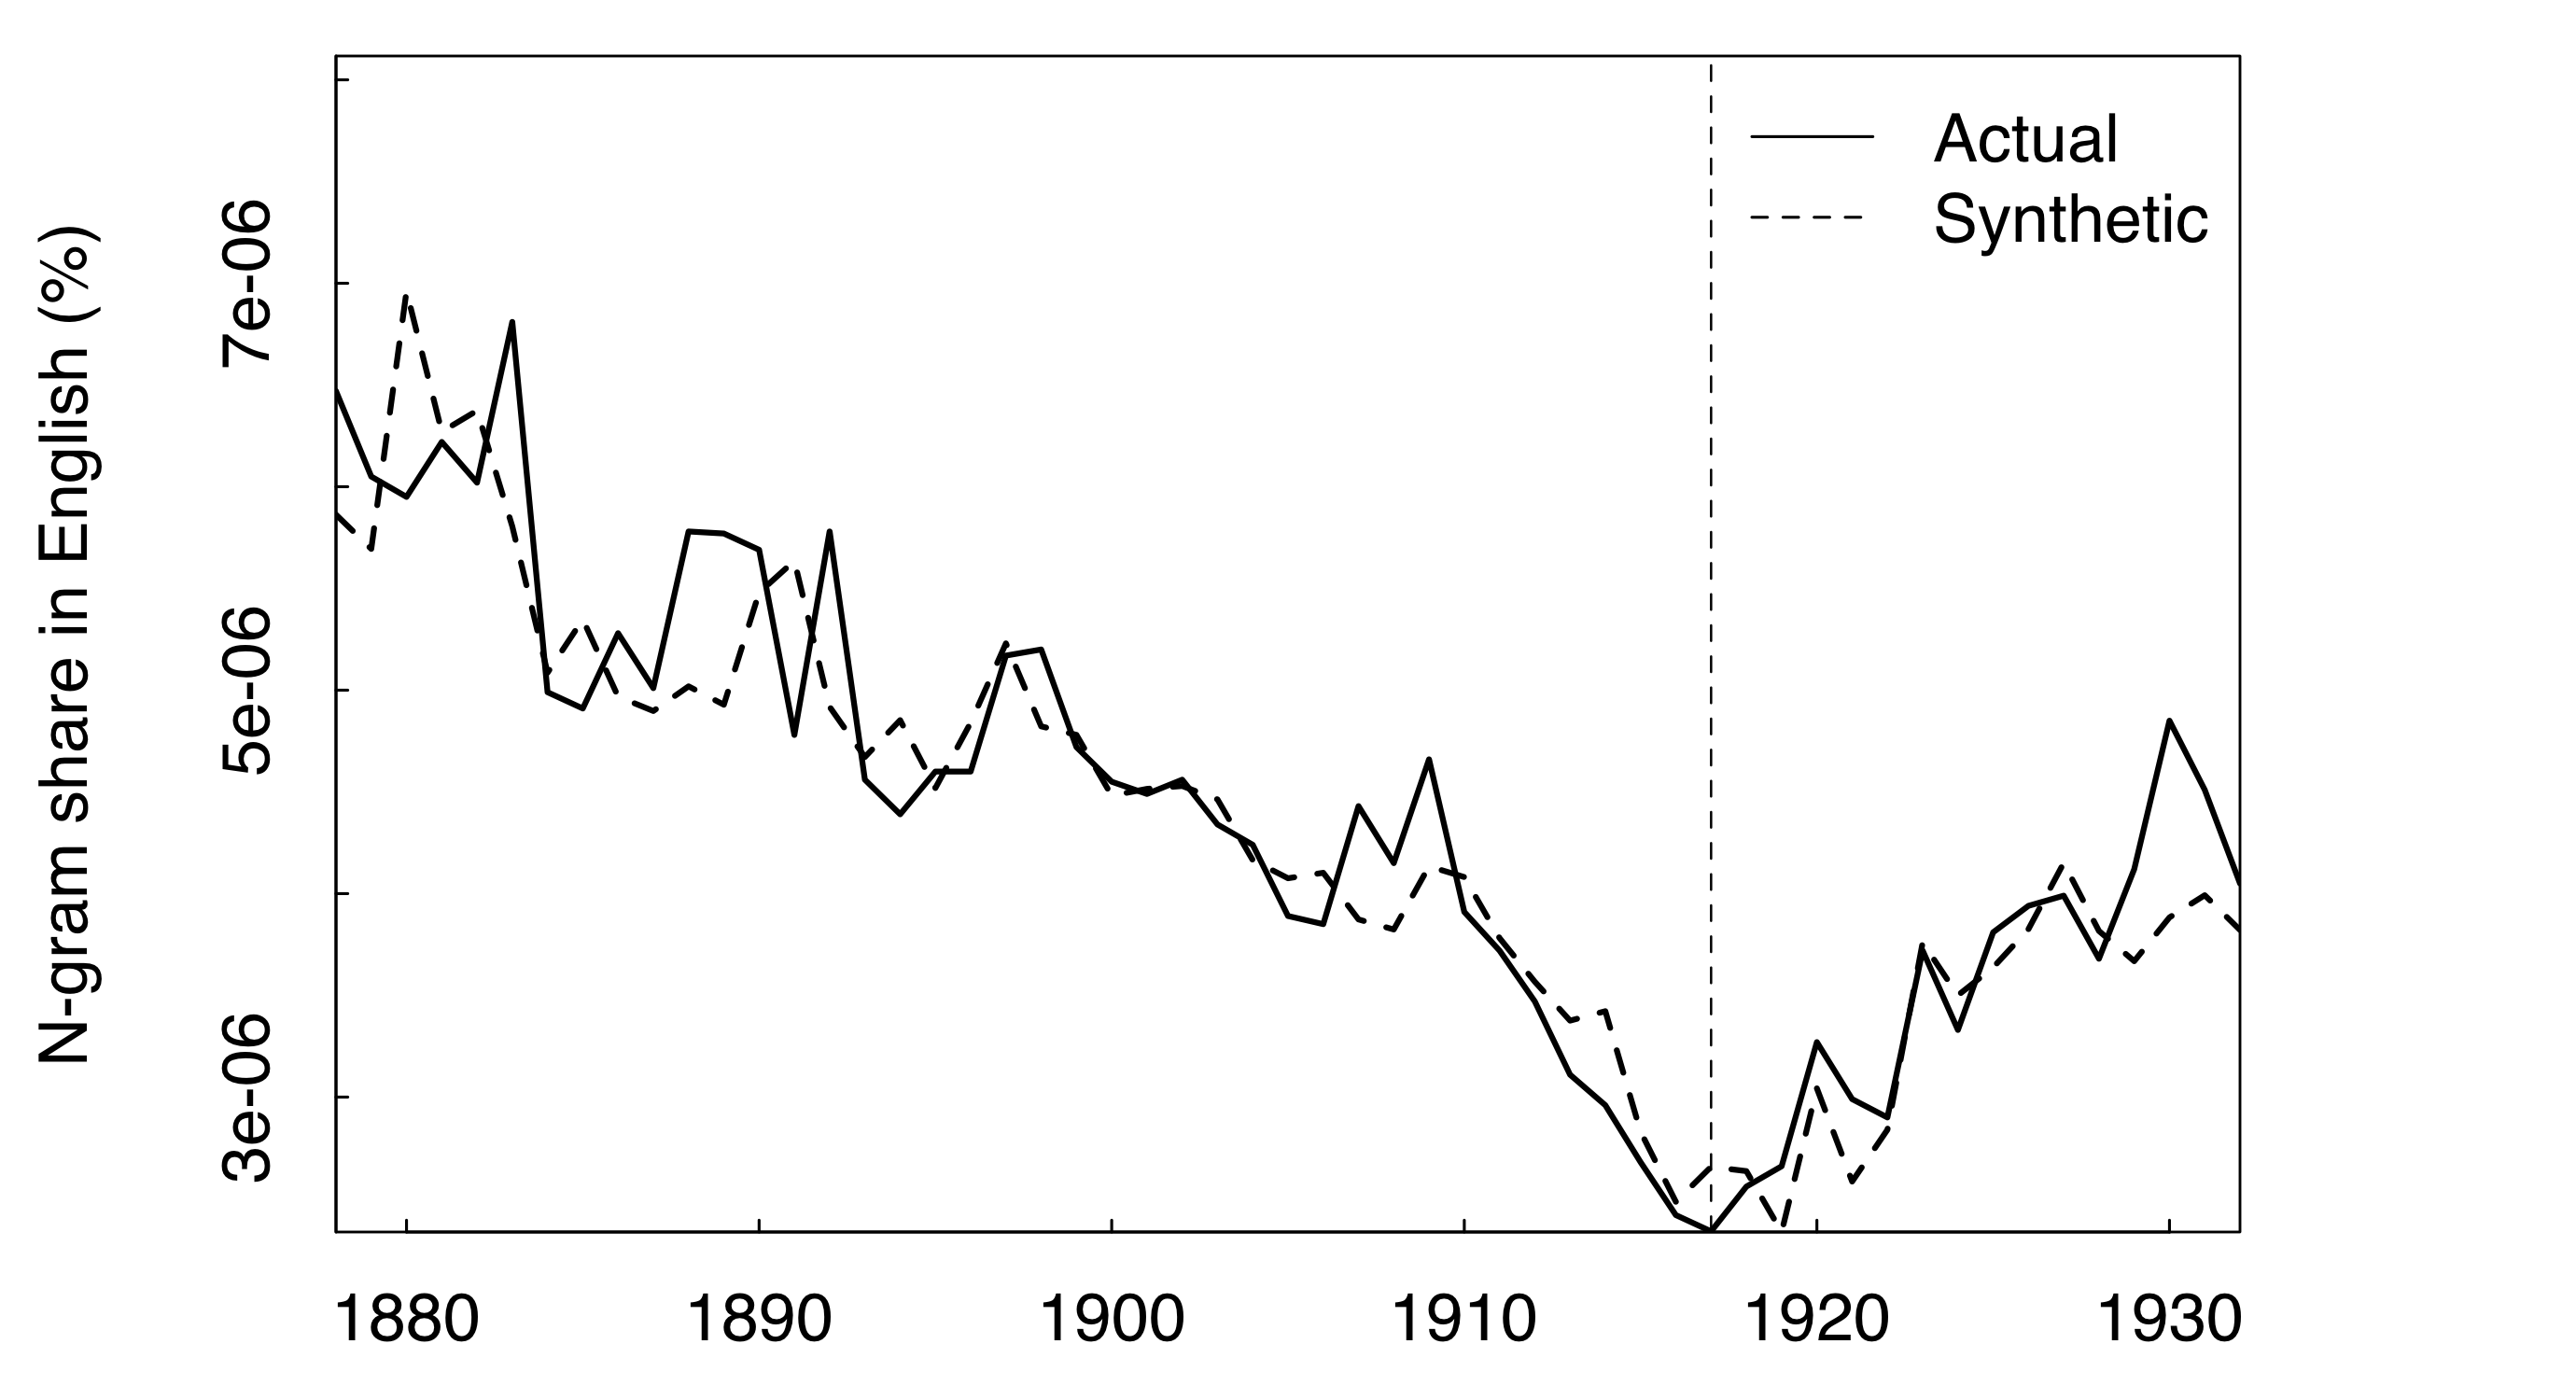 N-gram share in English (%)
7e-06
5e-06
3e-06
Actual
Synthetic
1880 1890 1900 1910 1920 1930